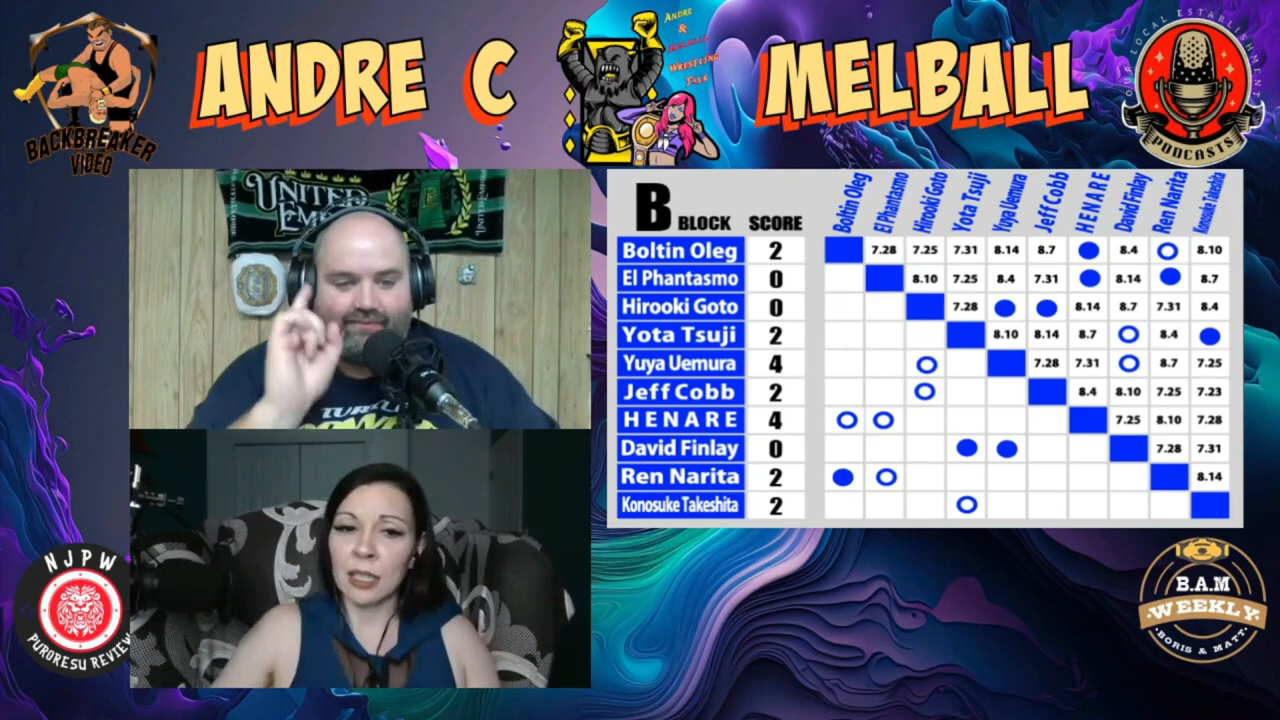 ANDRE C
MELBALL
BACKBREAKER
VIDEO
ANDRE
&
MELBALL
WRESTLING
TALK
OUR LOCAL ESTABLISHMENT
PODCASTS
UNITED
B BLOCK SCORE Boltin Oleg El Phantasmo Hirooki Goto Yota Tsuji Yuya Uemura Jeff Cobb HENARE David Finlay Ren Narita Konosuke Takeshita
Boltin Oleg 2 7.28 7.25 7.31 8.14 8.7 8.4 8.10
El Phantasmo 0 8.10 7.25 8.4 7.31 8.14 8.7
Hirooki Goto 0 7.28 8.14 8.7 7.31 8.4
Yota Tsuji 2 8.10 8.14 8.7 8.4
Yuya Uemura 4 7.28 7.31 8.7 7.25
Jeff Cobb 2 8.4 8.10 7.25 7.23
HENARE 4 7.25 8.10 7.28
David Finlay 0 7.28 7.31
Ren Narita 2 8.14
Konosuke Takeshita 2
NJPW
PURORESU REVIEW
B.A.M
WEEKLY
BORIS & MATT